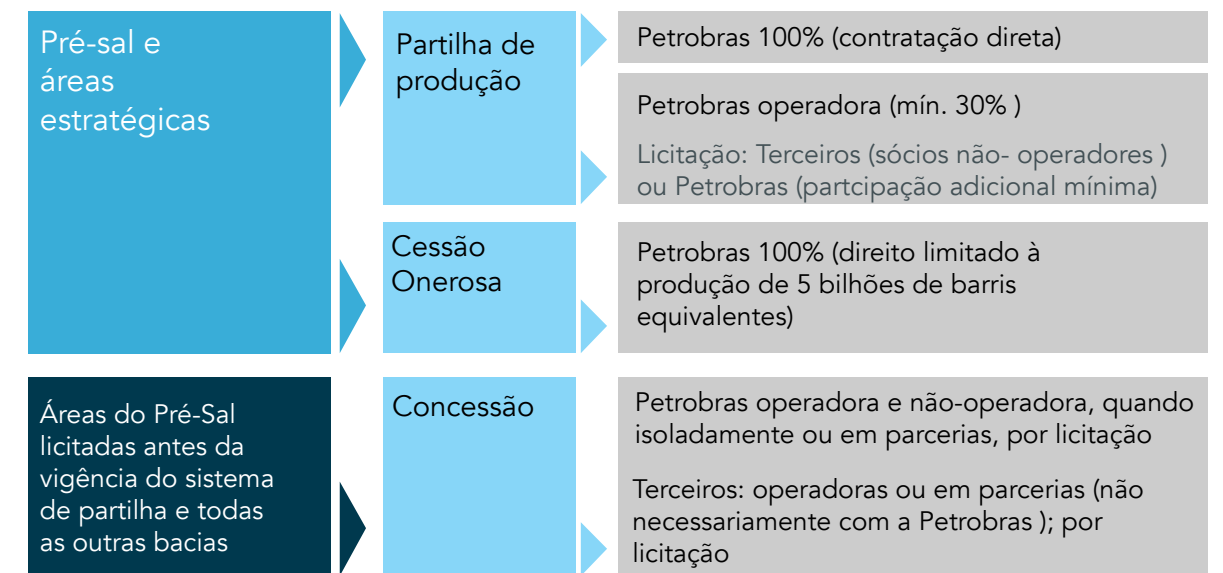 Pré-sal e
áreas
estratégicas
Partilha de
produção
Petrobras 100% (contratação direta)
Petrobras operadora (mín. 30% )
Licitação: Terceiros (sócios não- operadores )
ou Petrobras (partcipação adicional mínima)
Cessão
Onerosa
Petrobras 100% (direito limitado à
produção de 5 bilhões de barris
equivalentes)
Áreas do Pré-Sal
licitadas antes da
vigência do sistema
de partilha e todas
as outras bacias
Concessão
Petrobras operadora e não-operadora, quando
isoladamente ou em parcerias, por licitação
Terceiros: operadoras ou em parcerias (não
necessariamente com a Petrobras ); por
licitação